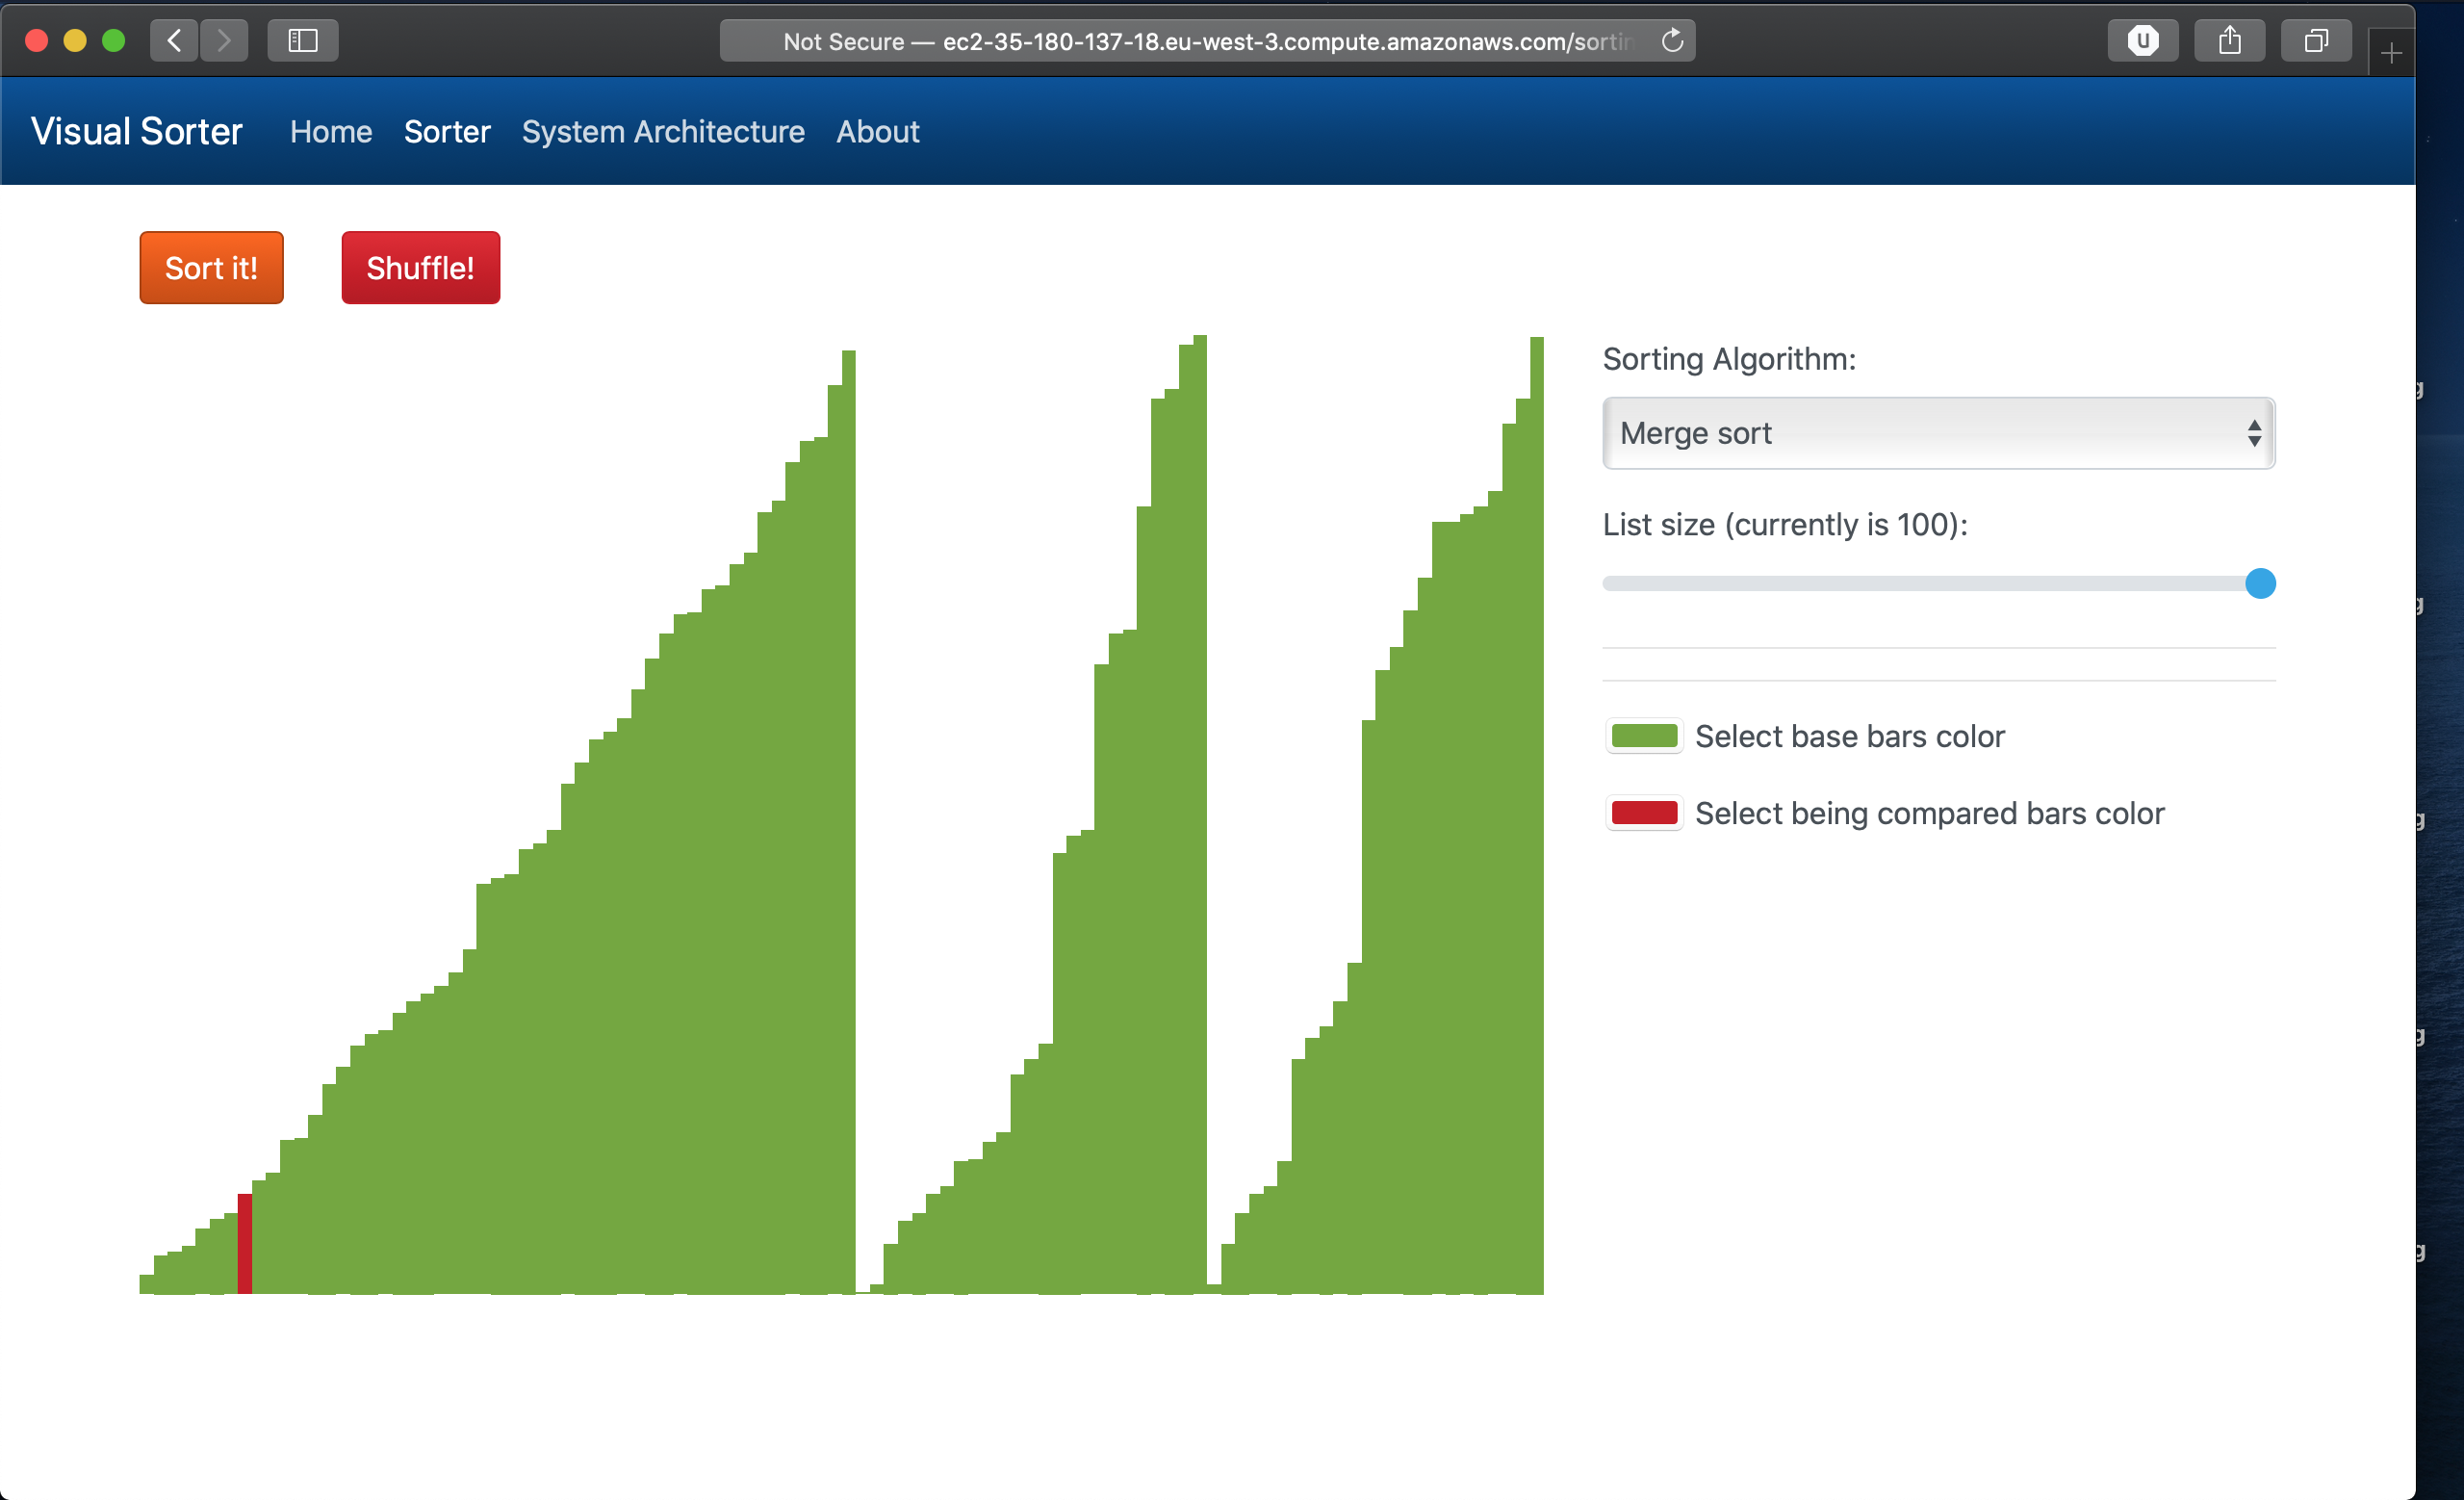 Not Secure — ec2-35-180-137-18.eu-west-3.compute.amazonaws.com/sortin
Visual Sorter Home Sorter System Architecture About
Sort it! Shuffle!
Sorting Algorithm:
Merge sort
List size (currently is 100):
Select base bars color
Select being compared bars color
g
g
g
g
g